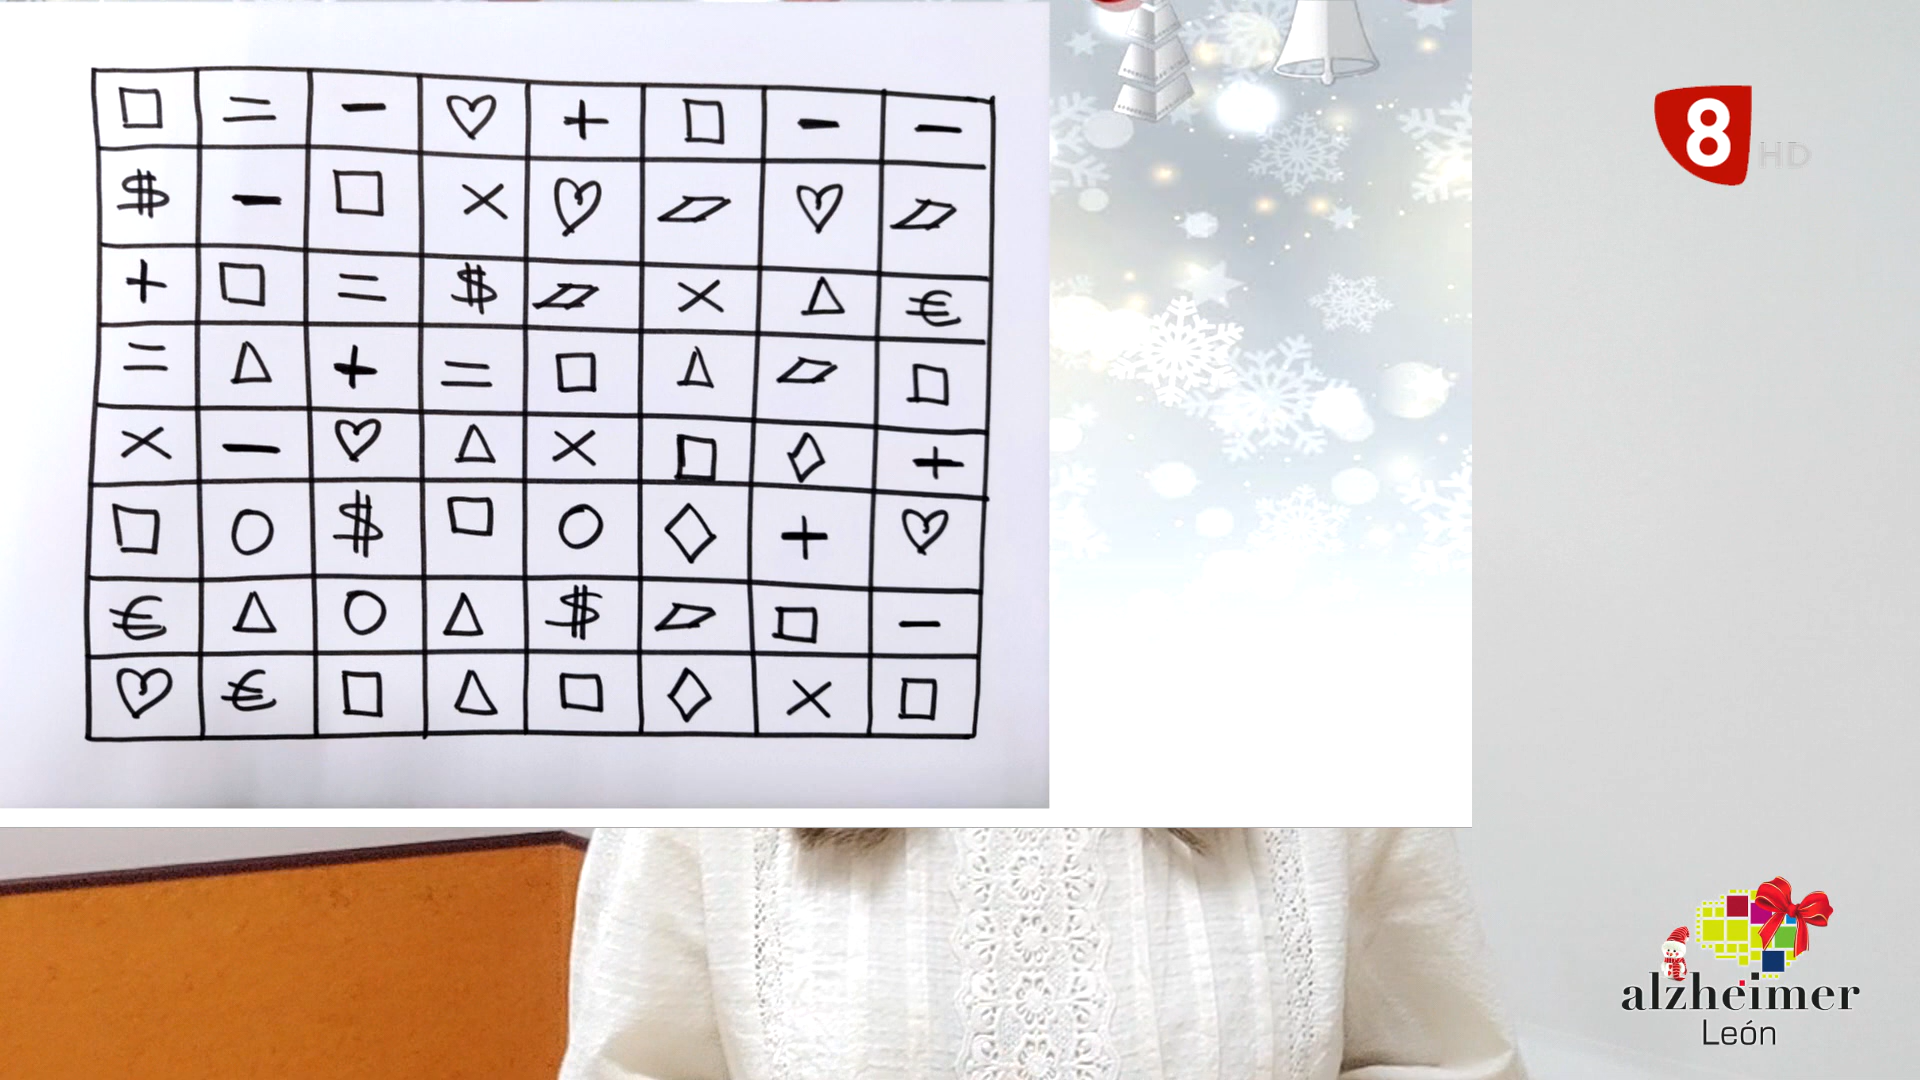 □ = − ♡ + □ − −
$ − □ × ♡ ▱ ♡ ▱
+ □ = $ ▱ × △ €
= △ + = □ △ ▱ □
× − ♡ △ × □ ◇ +
□ ○ $ □ ○ ◇ + ♡
€ △ ○ △ $ ▱ □ −
♡ € □ △ □ ◇ × □
8 HD
alzheimer
León